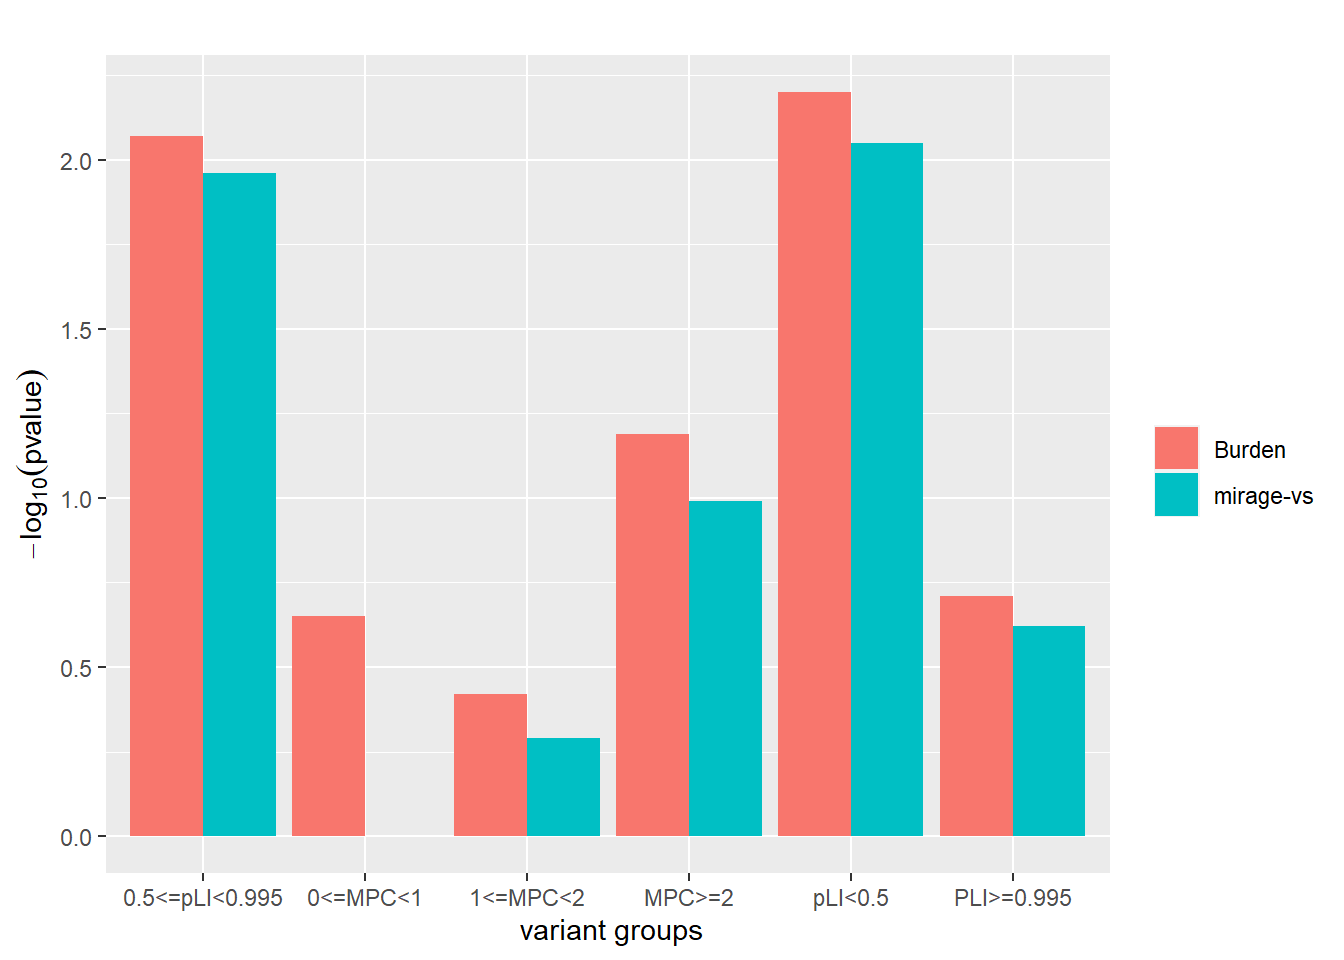 2.0
1.5
1.0
0.5
0.0
−log10(pvalue)
0.5<=pLI<0.995 0<=MPC<1 1<=MPC<2 MPC>=2 pLI<0.5 PLI>=0.995
variant groups
Burden
mirage-vs